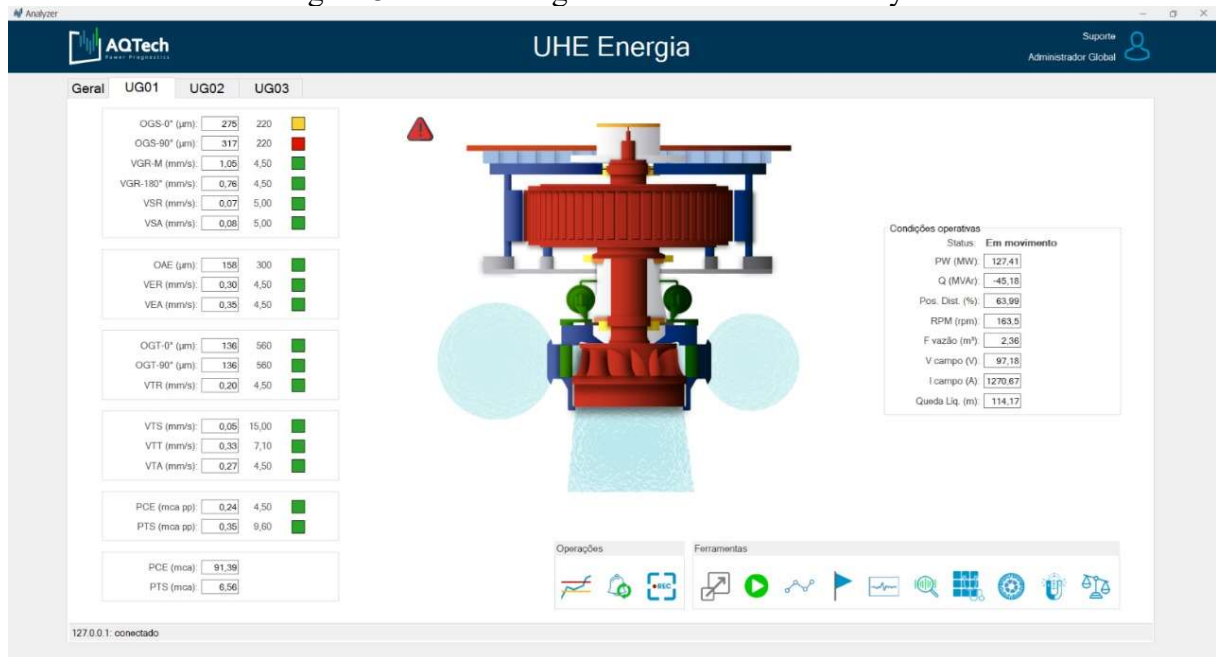 Analyzer
AQTech
Power Prognostics
UHE Energia
Suporte
Administrador Global
Geral UG01 UG02 UG03
OGS-0° (µm): 275 220
OGS-90° (µm): 317 220
VGR-M (mm/s): 1,05 4,50
VGR-180° (mm/s): 0,76 4,50
VSR (mm/s): 0,07 5,00
VSA (mm/s): 0,08 5,00
OAE (µm): 158 300
VER (mm/s): 0,30 4,50
VEA (mm/s): 0,35 4,50
OGT-0° (µm): 136 560
OGT-90° (µm): 136 560
VTR (mm/s): 0,20 4,50
VTS (mm/s): 0,05 15,00
VTT (mm/s): 0,33 7,10
VTA (mm/s): 0,27 4,50
PCE (mca pp): 0,24 4,50
PTS (mca pp): 0,35 9,60
PCE (mca): 91,39
PTS (mca): 6,56
Condições operativas
Status: Em movimento
PW (MW): 127,41
Q (MVAr): -45,18
Pos. Dist. (%): 63,99
RPM (rpm): 163,5
F vazão (m³): 2,36
V campo (V): 97,18
I campo (A): 1270,67
Queda Liq. (m): 114,17
Operações
REC
Ferramentas
127.0.0.1: conectado